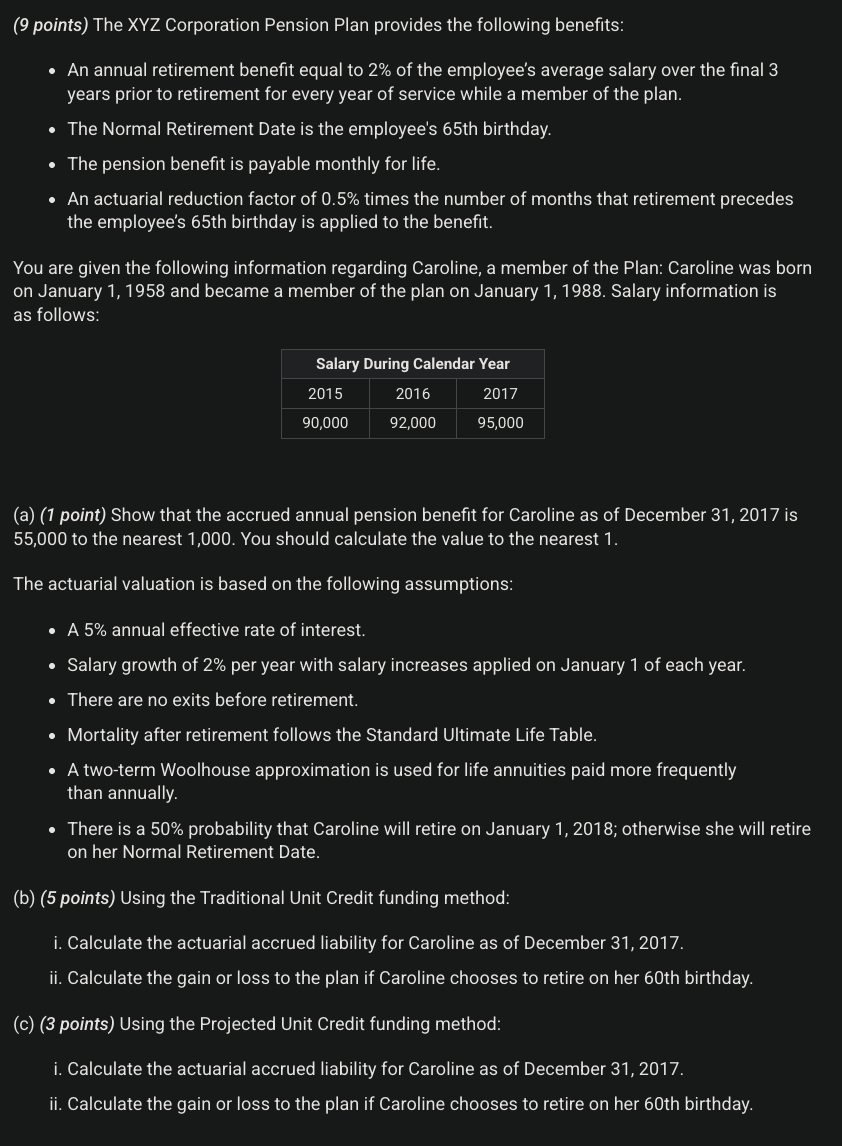 (9 points) The XYZ Corporation Pension Plan provides the following benefits:
• An annual retirement benefit equal to 2% of the employee’s average salary over the final 3
years prior to retirement for every year of service while a member of the plan.
• The Normal Retirement Date is the employee's 65th birthday.
• The pension benefit is payable monthly for life.
• An actuarial reduction factor of 0.5% times the number of months that retirement precedes
the employee’s 65th birthday is applied to the benefit.
You are given the following information regarding Caroline, a member of the Plan: Caroline was born
on January 1, 1958 and became a member of the plan on January 1, 1988. Salary information is
as follows:
Salary During Calendar Year
2015 2016 2017
90,000 92,000 95,000
(a) (1 point) Show that the accrued annual pension benefit for Caroline as of December 31, 2017 is
55,000 to the nearest 1,000. You should calculate the value to the nearest 1.
The actuarial valuation is based on the following assumptions:
• A 5% annual effective rate of interest.
• Salary growth of 2% per year with salary increases applied on January 1 of each year.
• There are no exits before retirement.
• Mortality after retirement follows the Standard Ultimate Life Table.
• A two-term Woolhouse approximation is used for life annuities paid more frequently
than annually.
• There is a 50% probability that Caroline will retire on January 1, 2018; otherwise she will retire
on her Normal Retirement Date.
(b) (5 points) Using the Traditional Unit Credit funding method:
i. Calculate the actuarial accrued liability for Caroline as of December 31, 2017.
ii. Calculate the gain or loss to the plan if Caroline chooses to retire on her 60th birthday.
(c) (3 points) Using the Projected Unit Credit funding method:
i. Calculate the actuarial accrued liability for Caroline as of December 31, 2017.
ii. Calculate the gain or loss to the plan if Caroline chooses to retire on her 60th birthday.